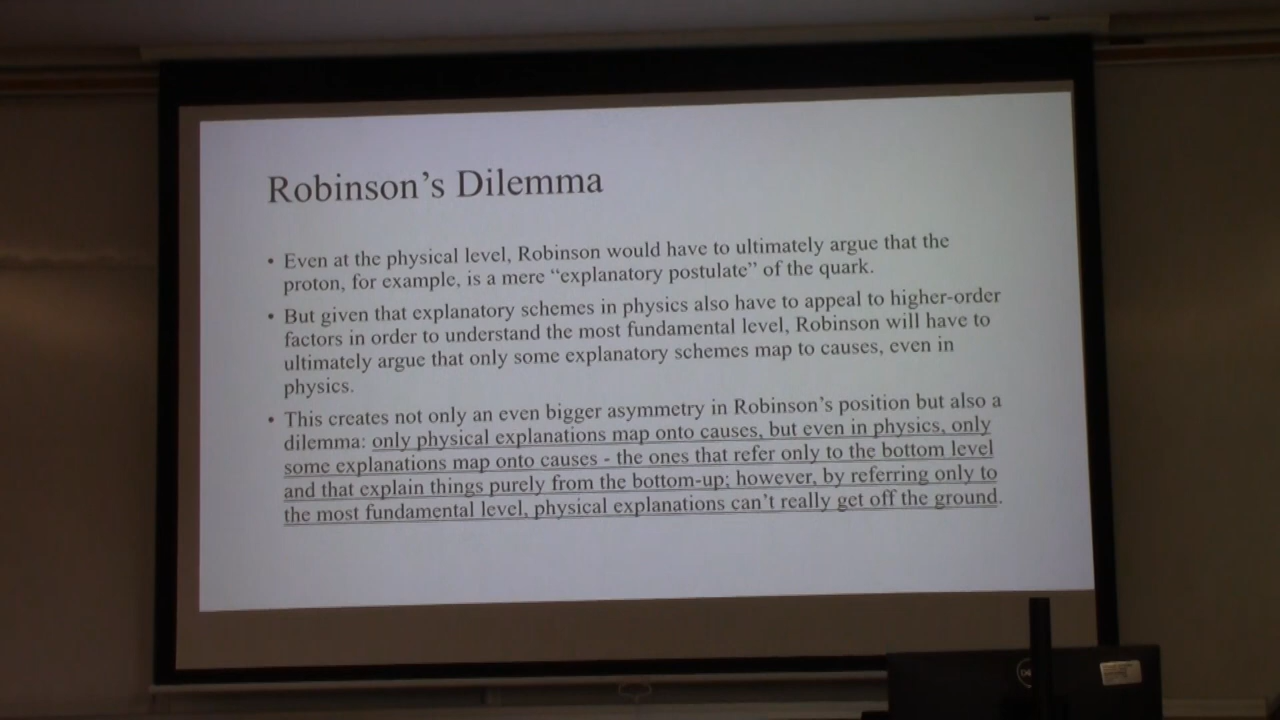 Robinson's Dilemma
• Even at the physical level, Robinson would have to ultimately argue that the
proton, for example, is a mere “explanatory postulate” of the quark.
• But given that explanatory schemes in physics also have to appeal to higher-order
factors in order to understand the most fundamental level, Robinson will have to
ultimately argue that only some explanatory schemes map to causes, even in
physics.
• This creates not only an even bigger asymmetry in Robinson's position but also a
dilemma: only physical explanations map onto causes, but even in physics, only
some explanations map onto causes - the ones that refer only to the bottom level
and that explain things purely from the bottom-up; however, by referring only to
the most fundamental level, physical explanations can't really get off the ground.